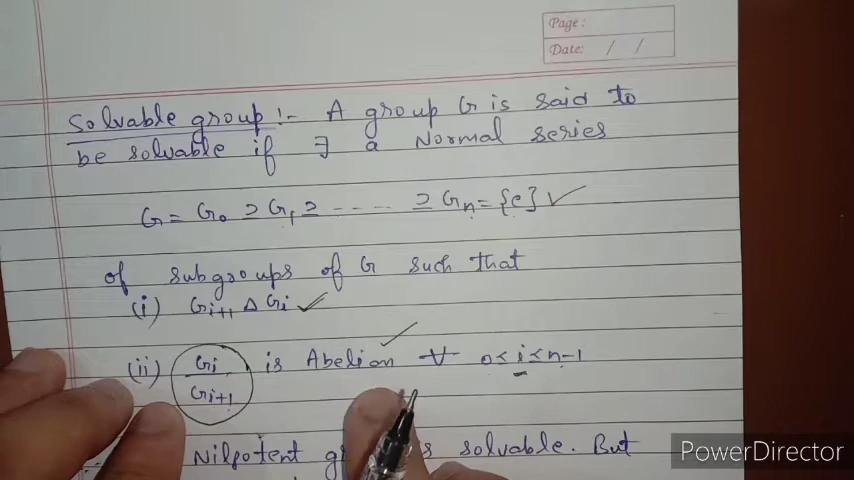 Page:
Date: / /
Solvable group :- A group G is said to
be solvable if ∃ a Normal series
G = G₀ ⊇ G₁ ⊇ ---- ⊇ Gₙ = {e} ✓
of subgroups of G such that
(i) Gᵢ₊₁ Δ Gᵢ ✓
(ii) Gᵢ/Gᵢ₊₁ is Abelian ∀ 0 < i < n-1
Nilpotent is solvable. But
PowerDirector